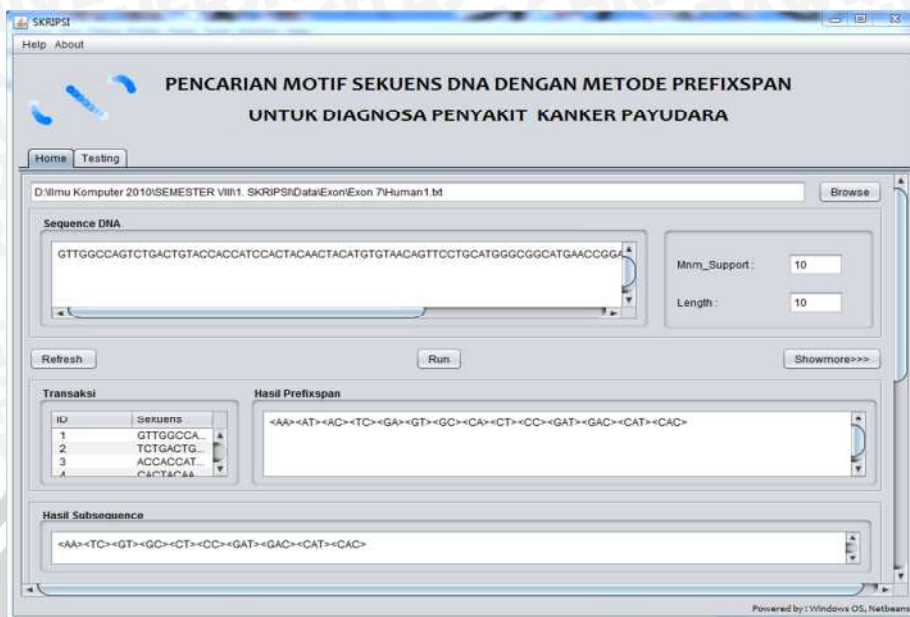 SKRIPSI
Help About
PENCARIAN MOTIF SEKUENS DNA DENGAN METODE PREFIXSPAN
UNTUK DIAGNOSA PENYAKIT KANKER PAYUDARA
Home Testing
D:\Ilmu Komputer 2010\SEMESTER VIII\1. SKRIPSI\Data\Exon\Exon 7\Human1.txt Browse
Sequence DNA
GTTGGCCAGTCTGACTGTACCACCATCCACTACAACTACATGTGTAACAGTTCCTGCATGGGCGGCATGAACCGGA
Mnm_Support : 10
Length : 10
Refresh Run Showmore>>>
Transaksi Hasil Prefixspan
ID Sekuens
1 GTTGGCCA...
2 TCTGACTG...
3 ACCACCAT...
4 CACTACAA...
<AA><AT><AC><TC><GA><GT><GC><CA><CT><CC><GAT><GAC><CAT><CAC>
Hasil Subsequence
<AA><TC><GT><GC><CT><CC><GAT><GAC><CAT><CAC>
Powered by : Windows OS, Netbeans